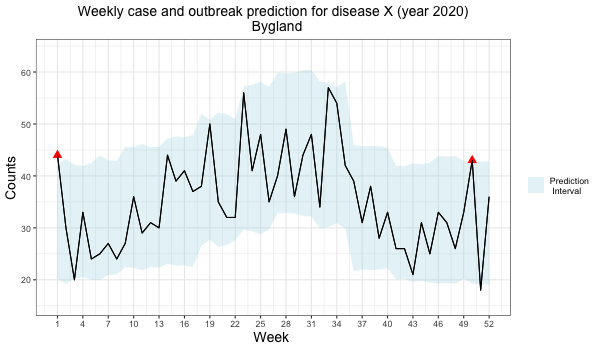 Weekly case and outbreak prediction for disease X (year 2020)
Bygland
Counts
60
50
40
30
20
1 4 7 10 13 16 19 22 25 28 31 34 37 40 43 46 49 52
Week
Prediction
Interval